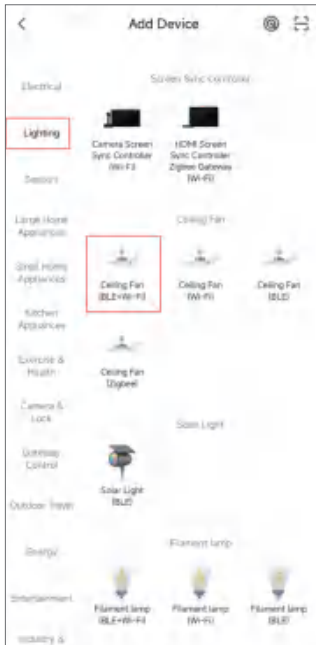 Add Device
Electrical
Lighting
Sensors
Large Home
Appliances
Small Home
Appliances
Kitchen
Appliances
Exercise &
Health
Camera &
Lock
Gateway
Control
Outdoor Travel
Energy
Entertainment
Industry &
Screen Sync Controller
Camera Screen
Sync Controller
(Wi-Fi)
HDMI Screen
Sync Controller
Zigbee Gateway
(Wi-Fi)
Ceiling Fan
Ceiling Fan
(BLE+Wi-Fi)
Ceiling Fan
(Wi-Fi)
Ceiling Fan
(BLE)
Ceiling Fan
(Zigbee)
Solar Light
Solar Light
(BLE)
Filament lamp
Filament lamp
(BLE+Wi-Fi)
Filament lamp
(Wi-Fi)
Filament lamp
(BLE)